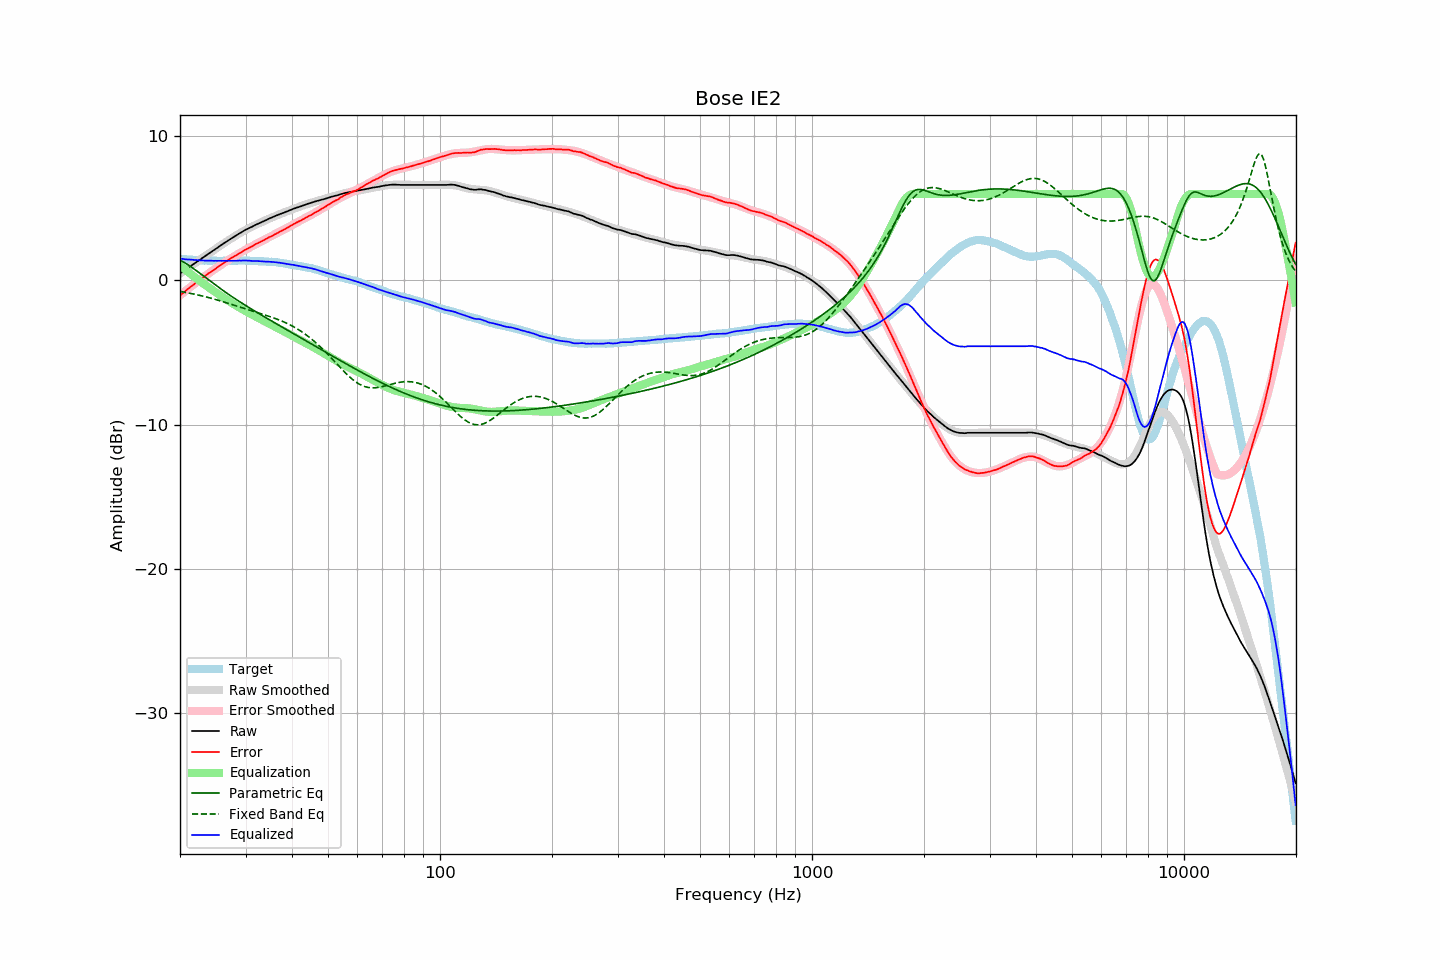 Bose IE2
10
0
−10
−20
−30
Amplitude (dBr)
Target
Raw Smoothed
Error Smoothed
Raw
Error
Equalization
Parametric Eq
Fixed Band Eq
Equalized
100
1000
10000
Frequency (Hz)